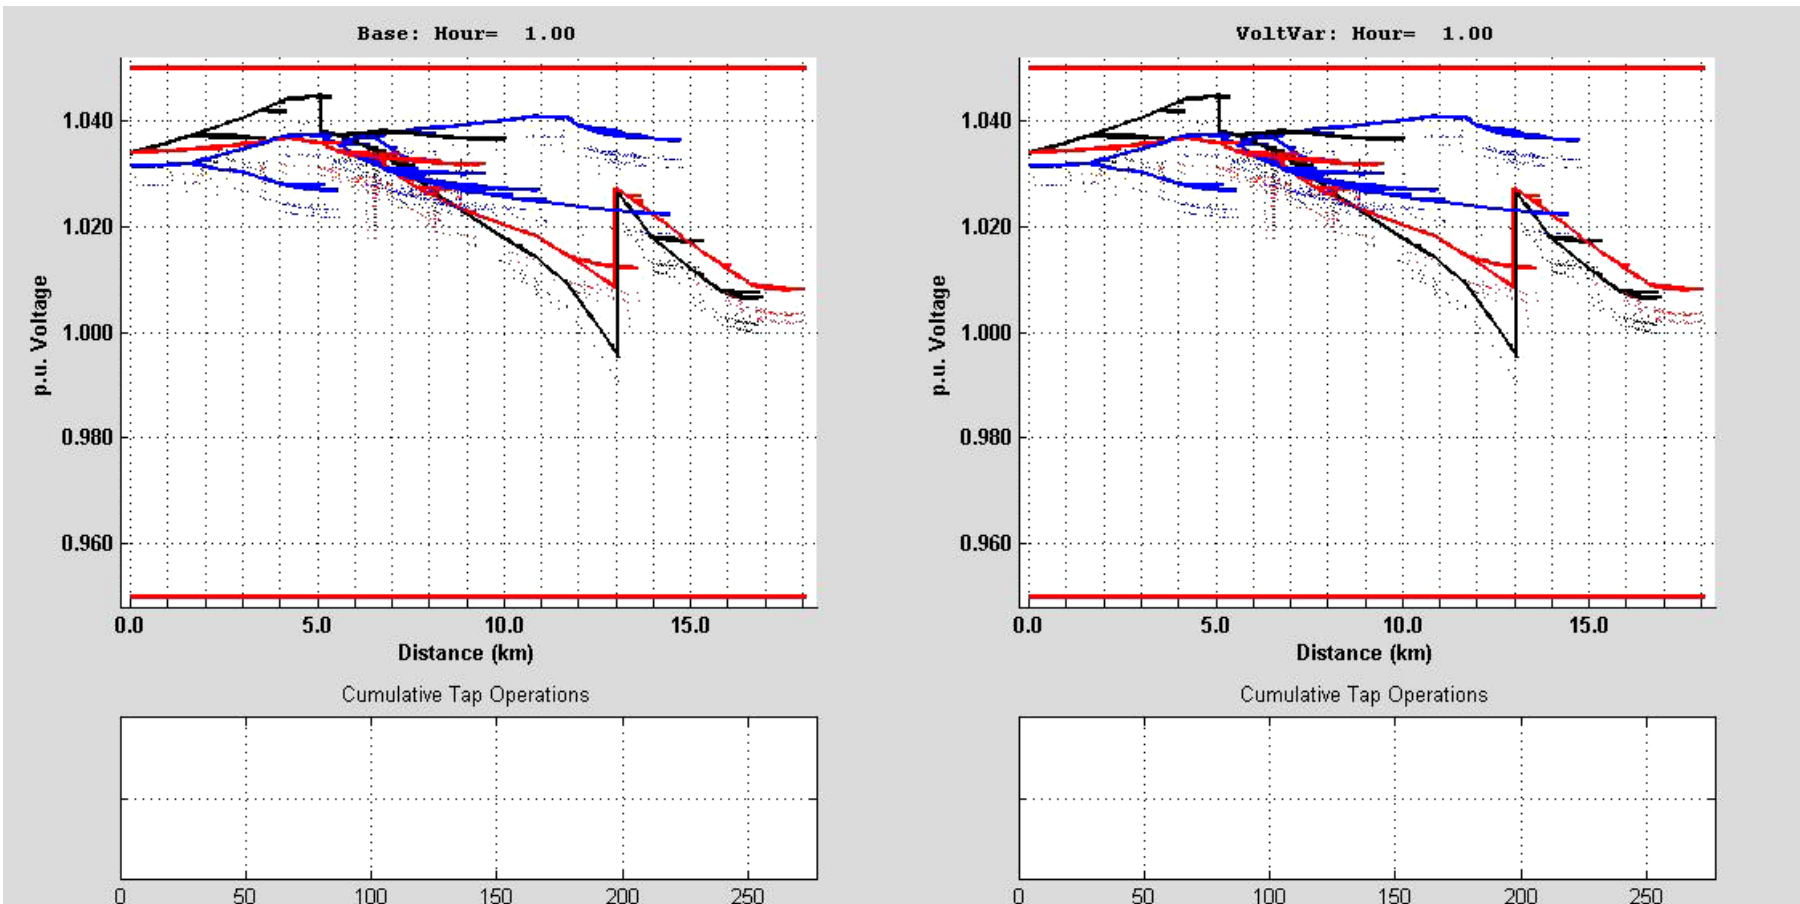 Base: Hour=  1.00
1.040
1.020
1.000
0.980
0.960
p.u. Voltage
0.0 5.0 10.0 15.0
Distance (km)
Cumulative Tap Operations
0 50 100 150 200 250
VoltVar: Hour=  1.00
1.040
1.020
1.000
0.980
0.960
p.u. Voltage
0.0 5.0 10.0 15.0
Distance (km)
Cumulative Tap Operations
0 50 100 150 200 250